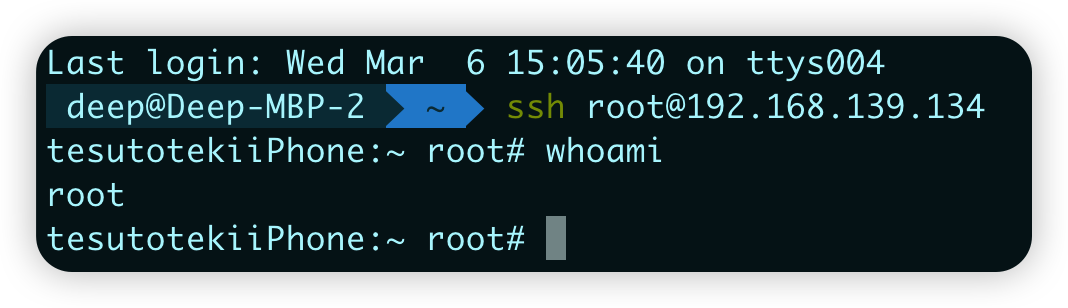 Last login: Wed Mar  6 15:05:40 on ttys004
deep@Deep-MBP-2 ~ ssh root@192.168.139.134
tesutotekiiPhone:~ root# whoami
root
tesutotekiiPhone:~ root#